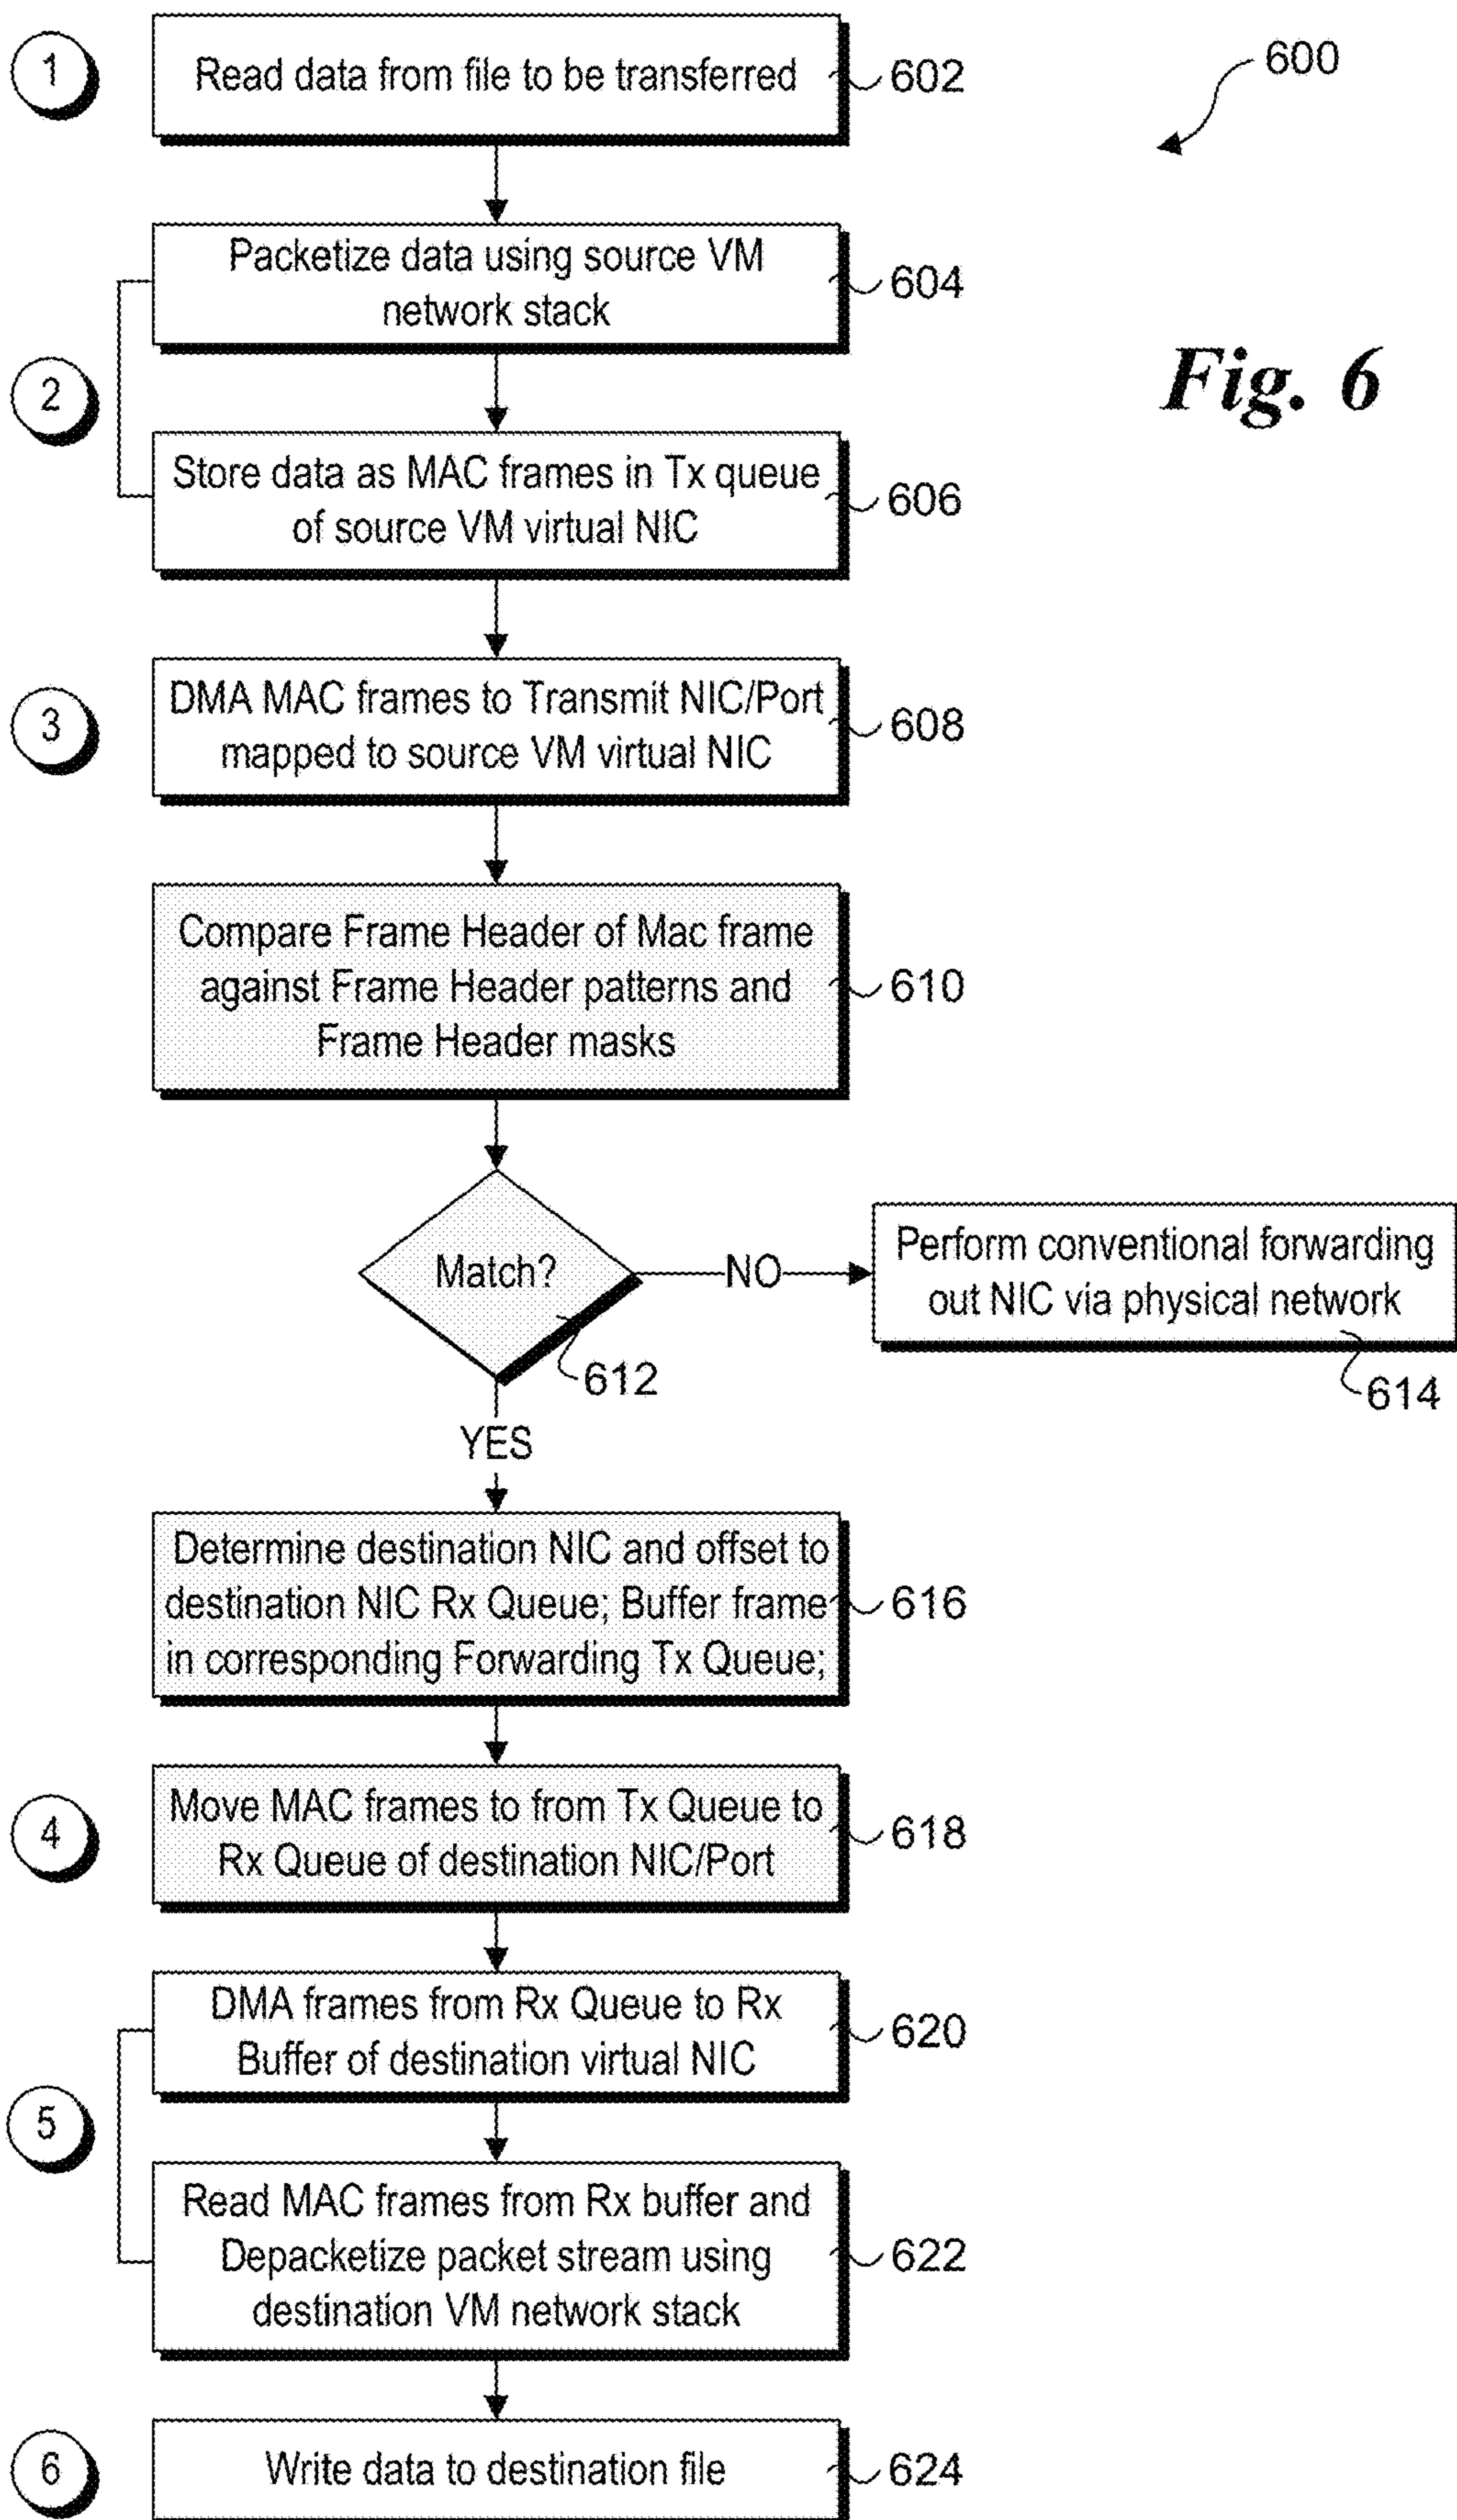 1
Read data from file to be transferred
602
600
Packetize data using source VM
network stack
604
Fig. 6
2
Store data as MAC frames in Tx queue
of source VM virtual NIC
606
3
DMA MAC frames to Transmit NIC/Port
mapped to source VM virtual NIC
608
Compare Frame Header of Mac frame
against Frame Header patterns and
Frame Header masks
610
Match?
612
NO
Perform conventional forwarding
out NIC via physical network
614
YES
Determine destination NIC and offset to
destination NIC Rx Queue; Buffer frame
in corresponding Forwarding Tx Queue;
616
4
Move MAC frames to from Tx Queue to
Rx Queue of destination NIC/Port
618
DMA frames from Rx Queue to Rx
Buffer of destination virtual NIC
620
5
Read MAC frames from Rx buffer and
Depacketize packet stream using
destination VM network stack
622
6
Write data to destination file
624